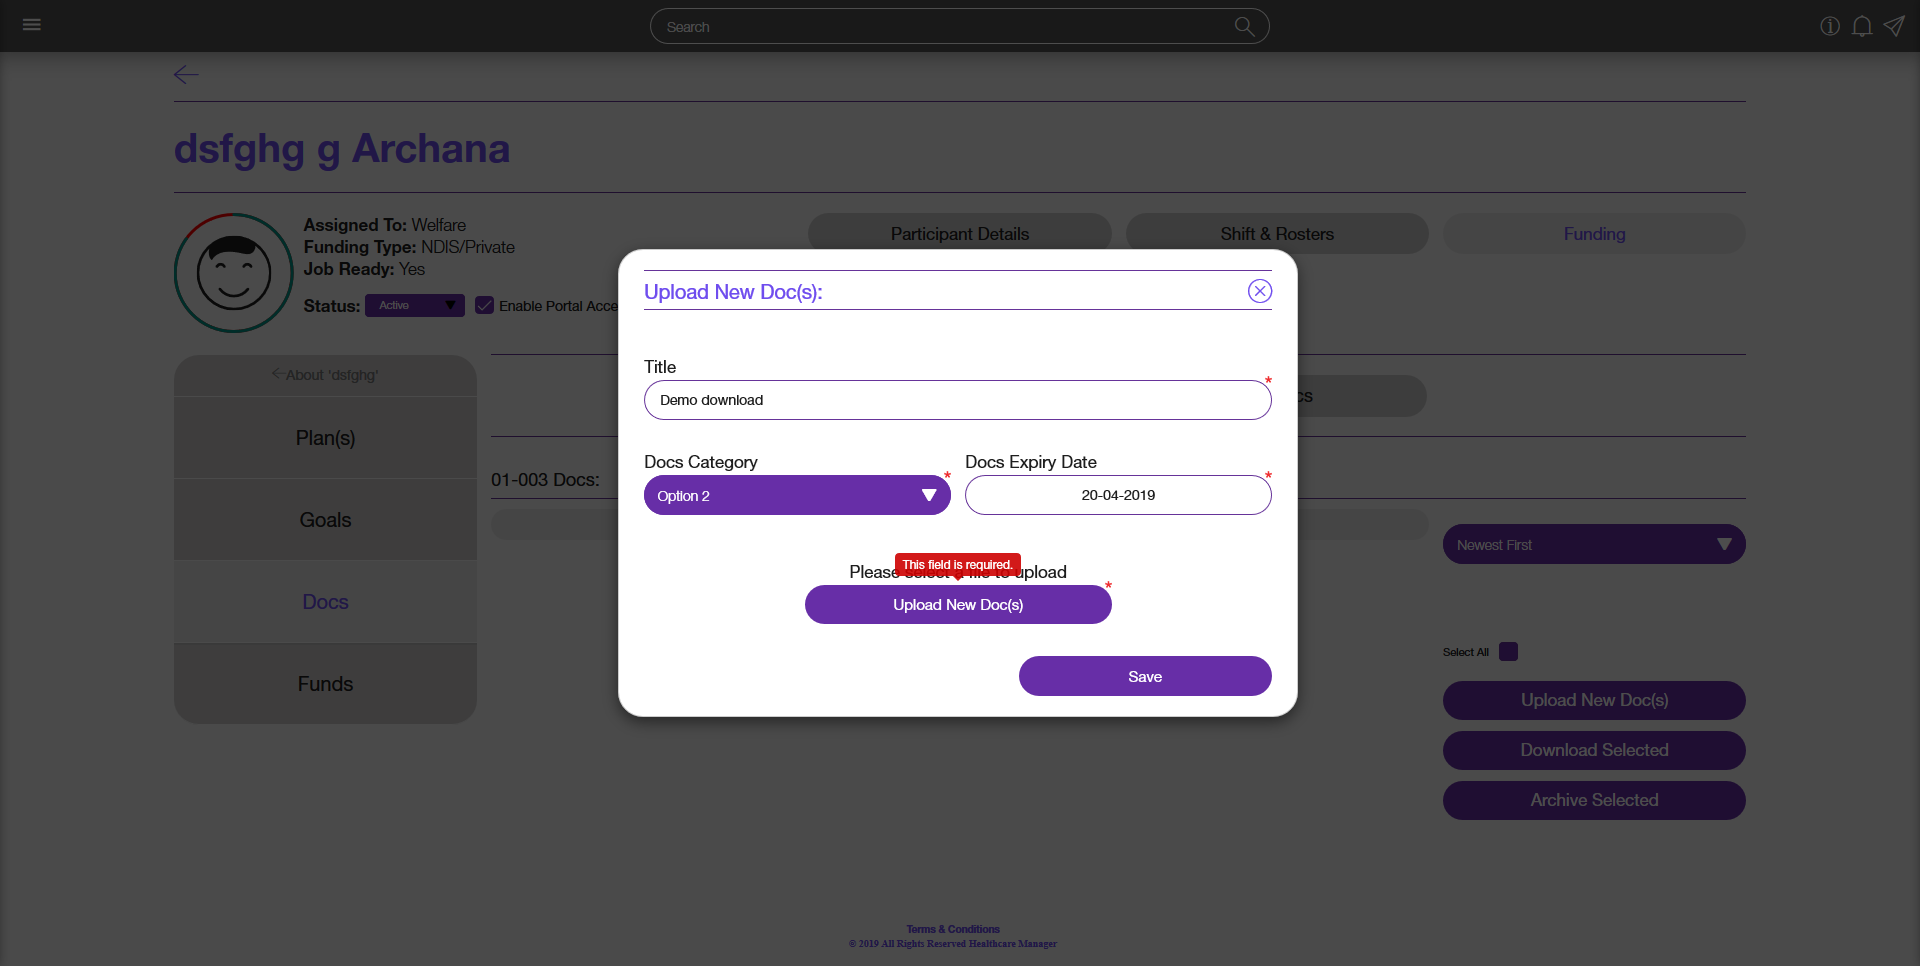 Search
dsfghg g Archana
Assigned To: Welfare
Funding Type: NDIS/Private
Job Ready: Yes
Status: Active
Enable Portal Acce
Participant Details
Shift & Rosters
Funding
About 'dsfghg'
Plan(s)
Goals
Docs
Funds
cs
01-003 Docs:
Upload New Doc(s):
Title
*
Demo download
Docs Category
*
Option 2
Docs Expiry Date
*
20-04-2019
This field is required.
Please select a file to upload
*
Upload New Doc(s)
Save
Newest First
Select All
Upload New Doc(s)
Download Selected
Archive Selected
Terms & Conditions
© 2019 All Rights Reserved Healthcare Manager